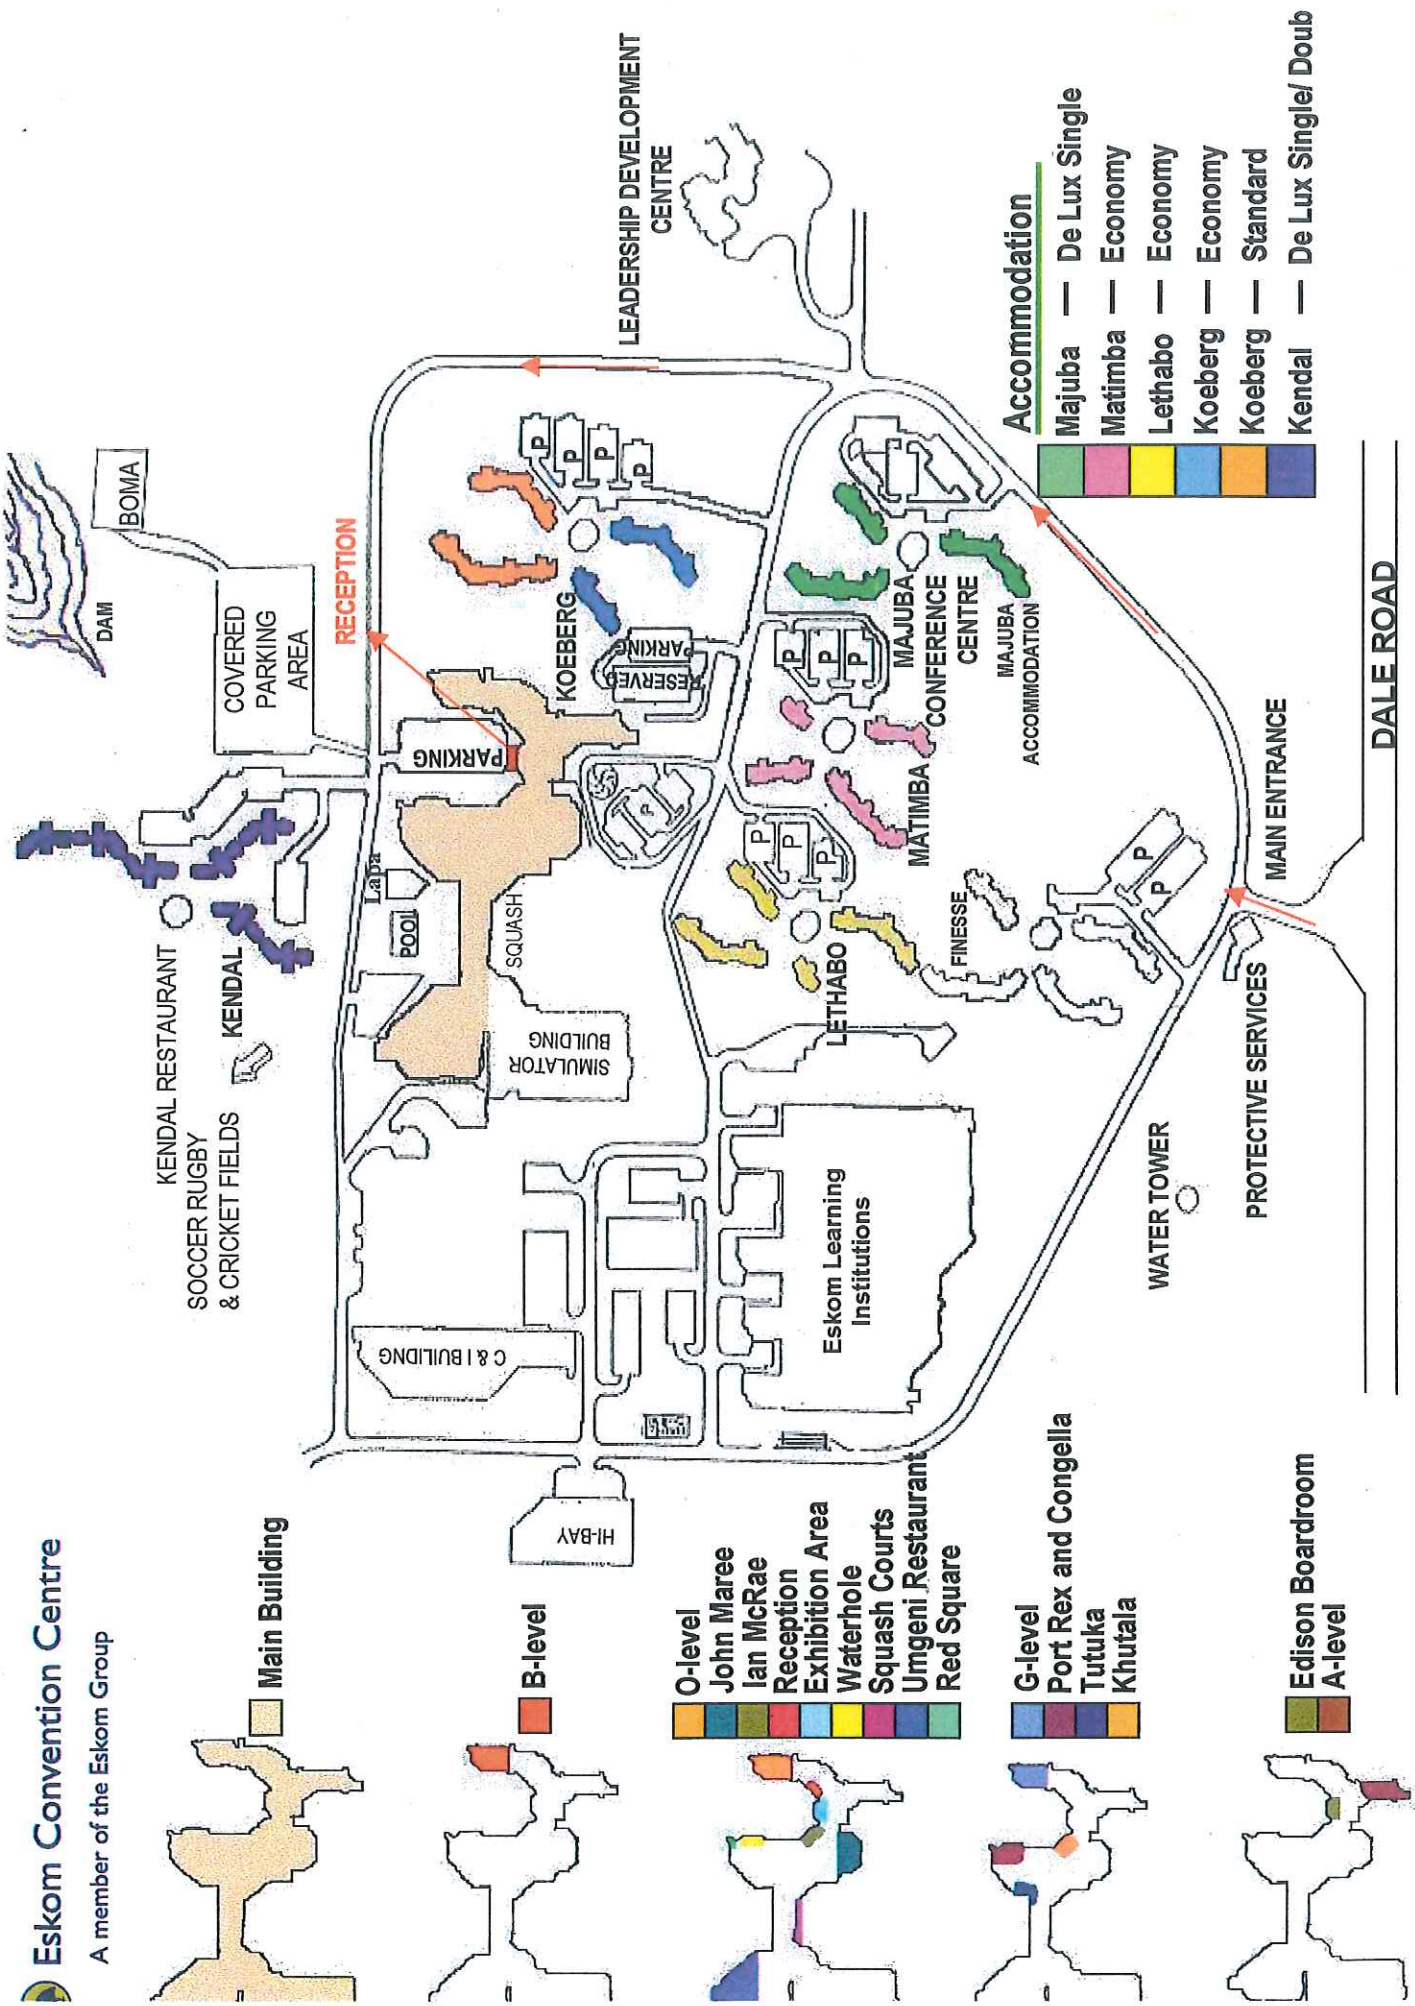 Eskom Convention Centre
A member of the Eskom Group
Main Building
B-level
O-level
John Maree
Ian McRae
Reception
Exhibition Area
Waterhole
Squash Courts
Umgeni Restaurant
Red Square
G-level
Port Rex and Congella
Tutuka
Khutala
Edison Boardroom
A-level
DAM
BOMA
COVERED
PARKING
AREA
RECEPTION
KENDAL RESTAURANT
SOCCER RUGBY
& CRICKET FIELDS
KENDAL
Lapa
POOL
PARKING
SQUASH
SIMULATOR
BUILDING
C & I BUILIDNG
HI-BAY
KOEBERG
RESERVED
PARKING
P
P
P
P
P
LEADERSHIP DEVELOPMENT
CENTRE
MAJUBA
CONFERENCE
CENTRE
MAJUBA
ACCOMMODATION
P
P
P
MATIMBA
P
P
P
LETHABO
FINESSE
P
P
Eskom Learning
Institutions
WATER TOWER
PROTECTIVE SERVICES
MAIN ENTRANCE
DALE ROAD
Accommodation
Majuba — De Lux Single
Matimba — Economy
Lethabo — Economy
Koeberg — Economy
Koeberg — Standard
Kendal — De Lux Single/ Doub